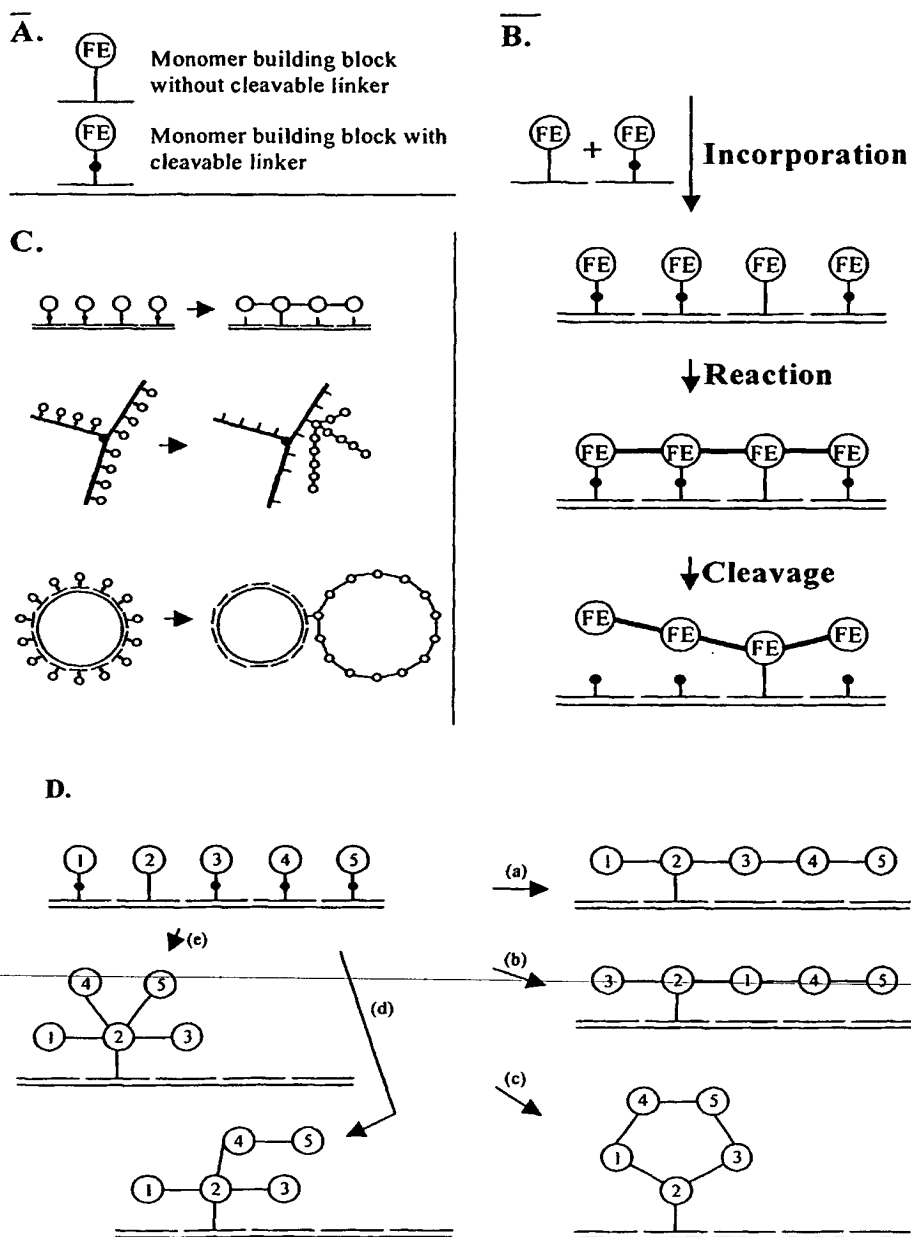 A.
FE
Monomer building block
without cleavable linker
FE
Monomer building block with
cleavable linker
B.
FE + FE
Incorporation
FE FE FE FE
Reaction
FE FE FE FE
Cleavage
FE FE FE FE
C.
D.
1 2 3 4 5
(a)
1 2 3 4 5
(e)
4 5
1 2 3
(b)
3 2 1 4 5
(d)
4 5
1 2 3
(c)
4 5
1 3
2